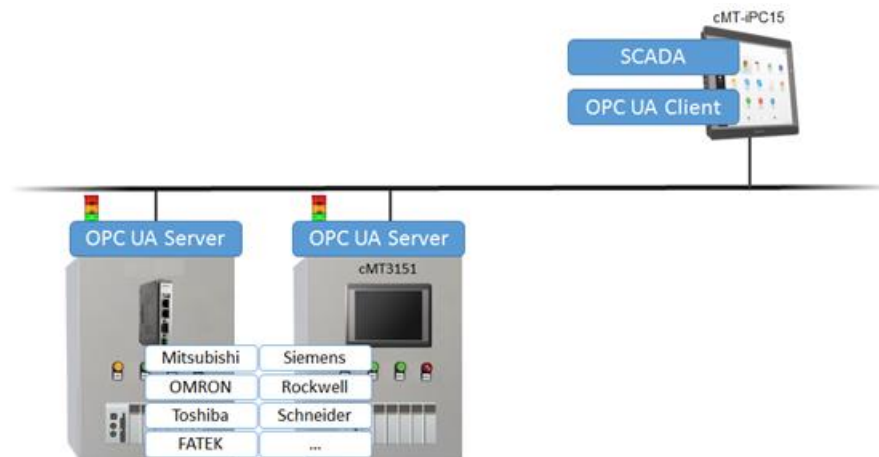 cMT-iPC15
SCADA
OPC UA Client
OPC UA Server
OPC UA Server
cMT3151
Mitsubishi
Siemens
OMRON
Rockwell
Toshiba
Schneider
FATEK
...